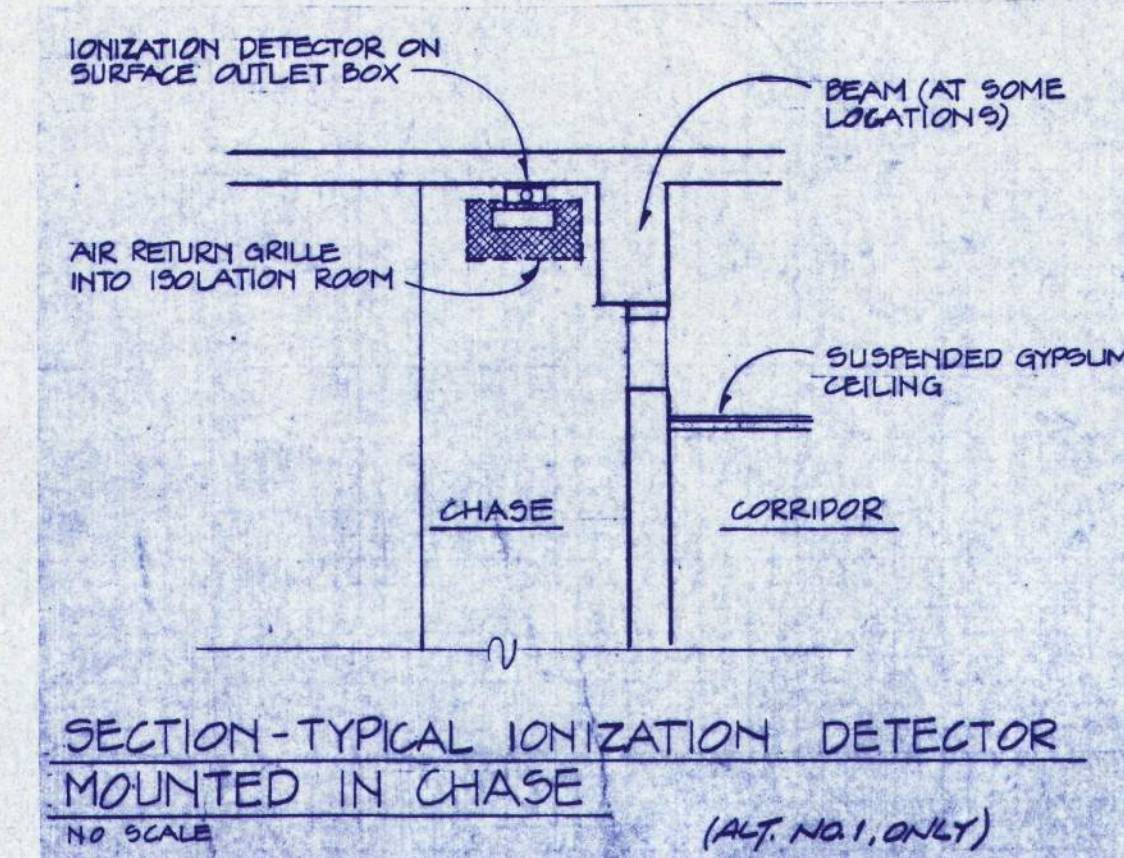 IONIZATION DETECTOR ON
SURFACE OUTLET BOX
BEAM (AT SOME
LOCATIONS)
AIR RETURN GRILLE
INTO ISOLATION ROOM
SUSPENDED GYPSUM
CEILING
CHASE
CORRIDOR
SECTION - TYPICAL IONIZATION DETECTOR
MOUNTED IN CHASE
NO SCALE
(ALT. NO. 1, ONLY)